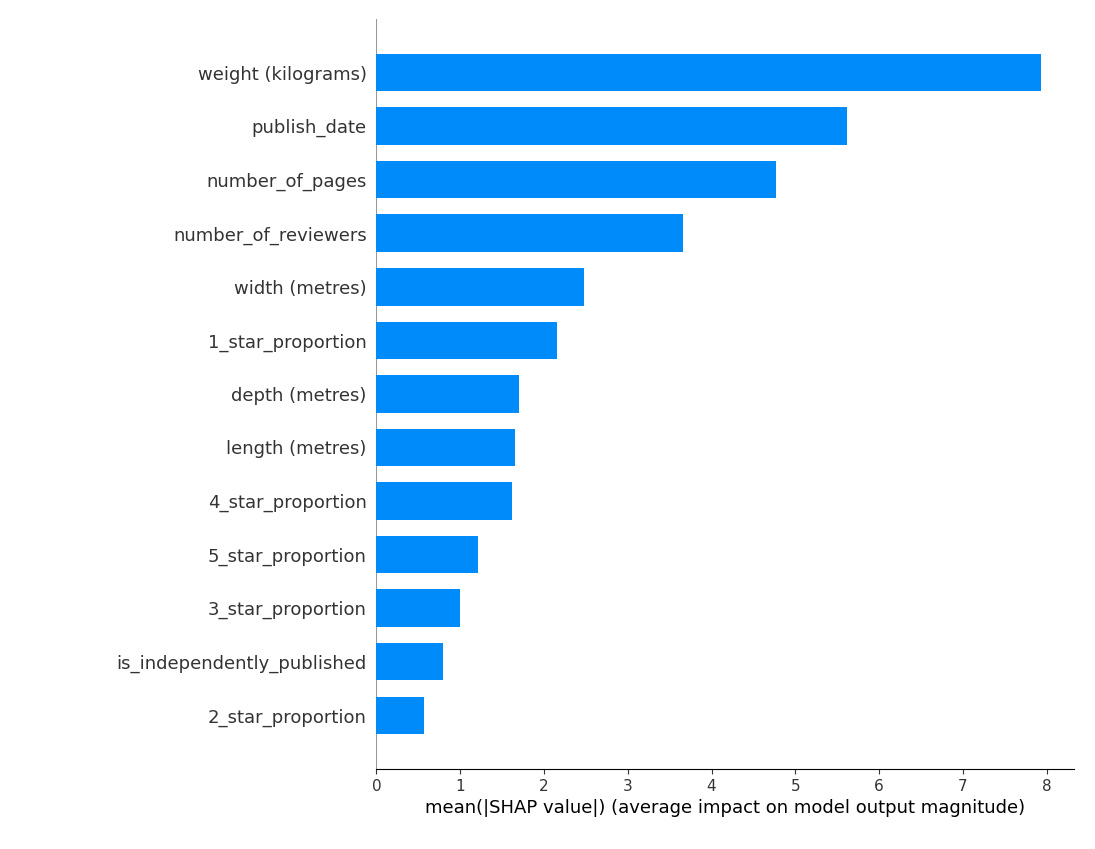 weight (kilograms)
publish_date
number_of_pages
number_of_reviewers
width (metres)
1_star_proportion
depth (metres)
length (metres)
4_star_proportion
5_star_proportion
3_star_proportion
is_independently_published
2_star_proportion
0 1 2 3 4 5 6 7 8
mean(|SHAP value|) (average impact on model output magnitude)